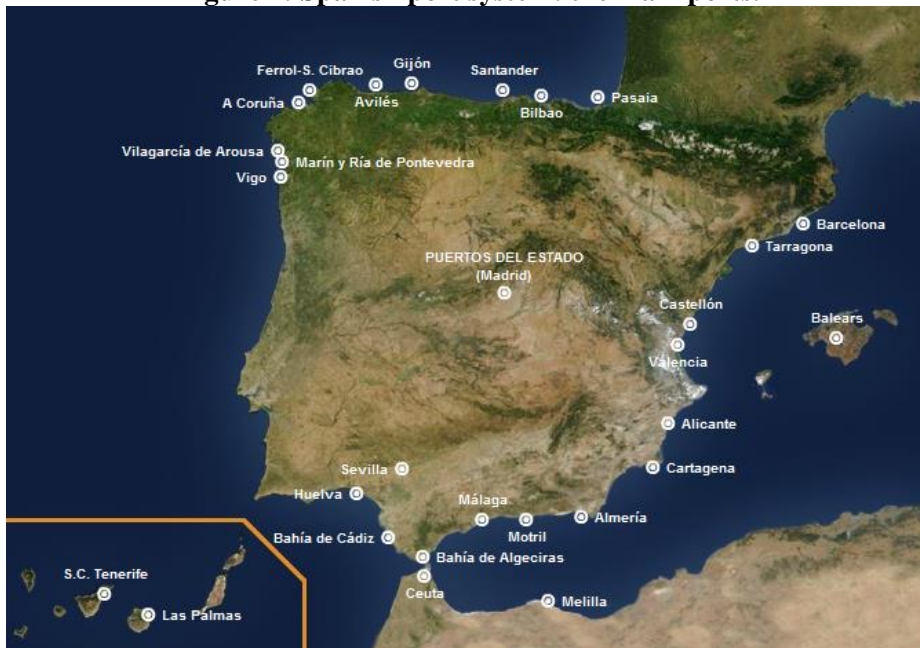 Gijón
Ferrol-S. Cibrao
Santander
A Coruña
Avilés
Bilbao
Pasaia
Vilagarcía de Arousa
Marín y Ría de Pontevedra
Vigo
Barcelona
Tarragona
PUERTOS DEL ESTADO
(Madrid)
Castellón
Balears
Valencia
Alicante
Sevilla
Cartagena
Huelva
Málaga
Almería
Motril
Bahía de Cádiz
Bahía de Algeciras
S.C. Tenerife
Ceuta
Melilla
Las Palmas